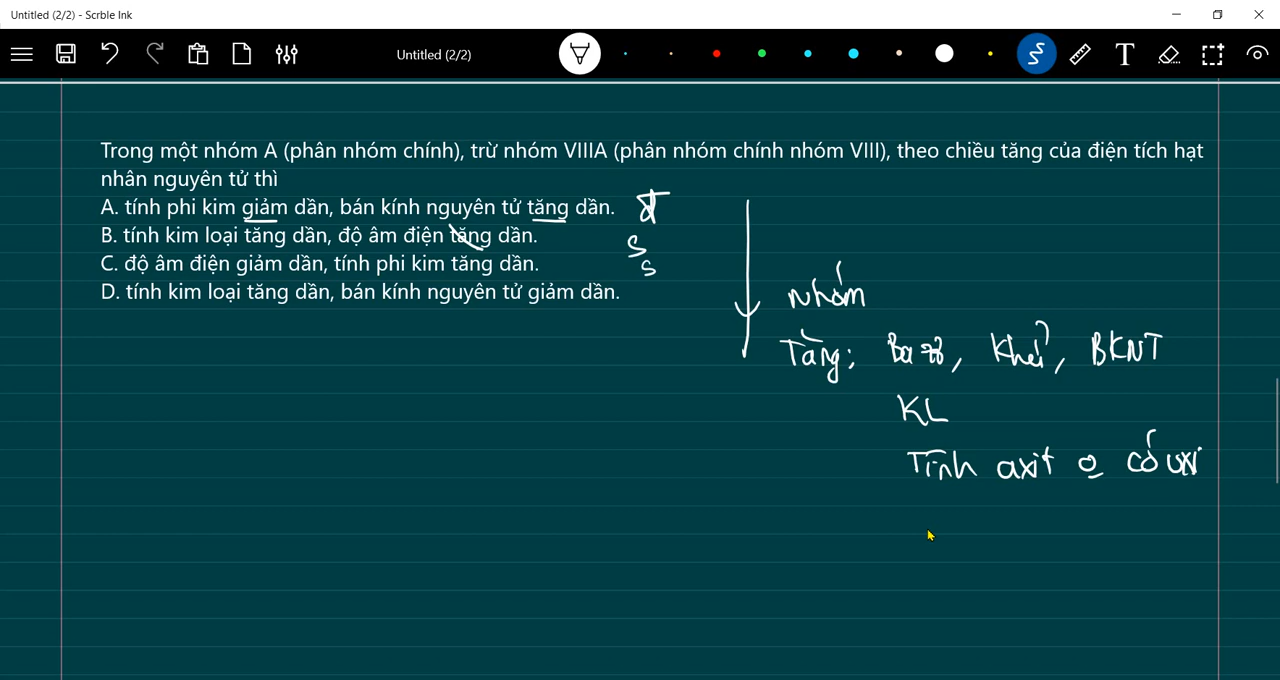 Untitled (2/2) - Scrble Ink
Untitled (2/2)
T
Trong một nhóm A (phân nhóm chính), trừ nhóm VIIIA (phân nhóm chính nhóm VIII), theo chiều tăng của điện tích hạt
nhân nguyên tử thì
A. tính phi kim giảm dần, bán kính nguyên tử tăng dần. Đ
B. tính kim loại tăng dần, độ âm điện tăng dần. S
C. độ âm điện giảm dần, tính phi kim tăng dần. S
D. tính kim loại tăng dần, bán kính nguyên tử giảm dần.
Nhóm
Tăng: Bazơ, Khử, BKNT
KL
Tính axit có oxi